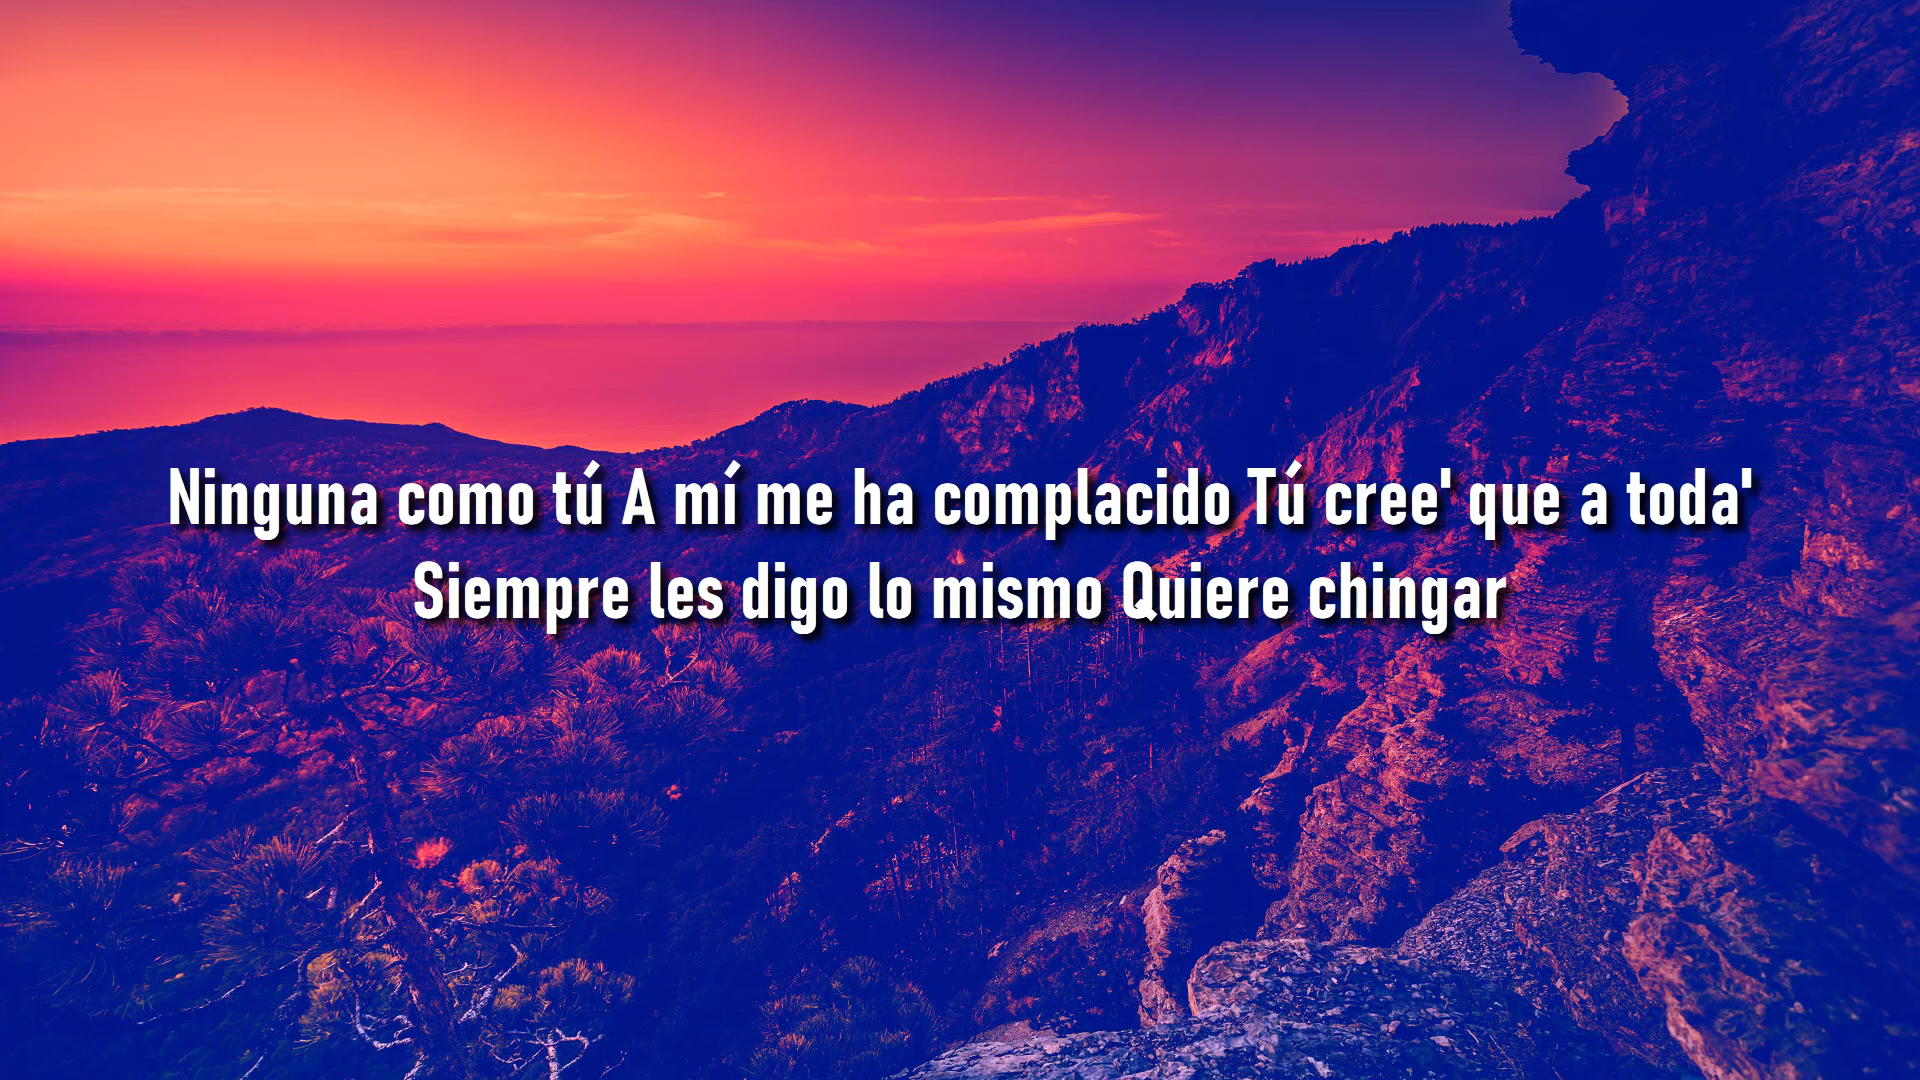 Ninguna como tú A mí me ha complacido Tú cree' que a toda'
Siempre les digo lo mismo Quiere chingar